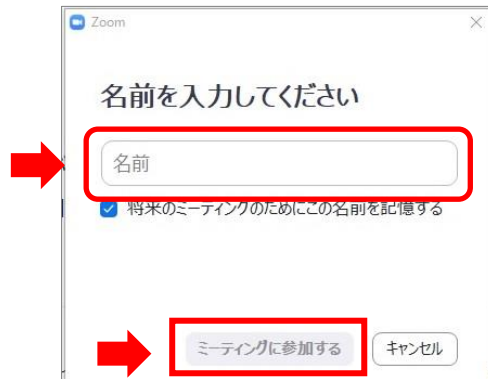 Zoom
名前を入力してください
名前
将来のミーティングのためにこの名前を記憶する
ミーティングに参加する
キャンセル